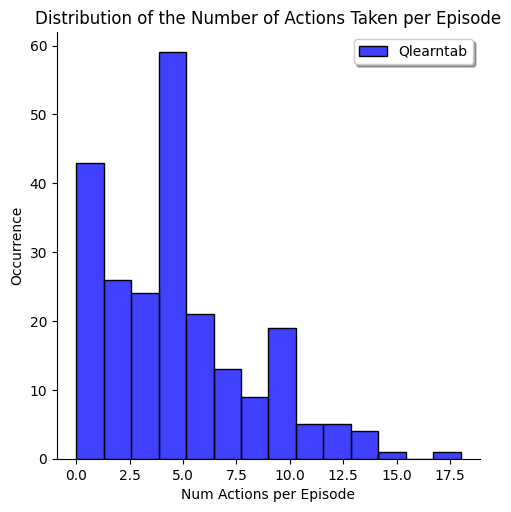 Distribution of the Number of Actions Taken per Episode
Qlearntab
Occurrence
60
50
40
30
20
10
0
0.0 2.5 5.0 7.5 10.0 12.5 15.0 17.5
Num Actions per Episode